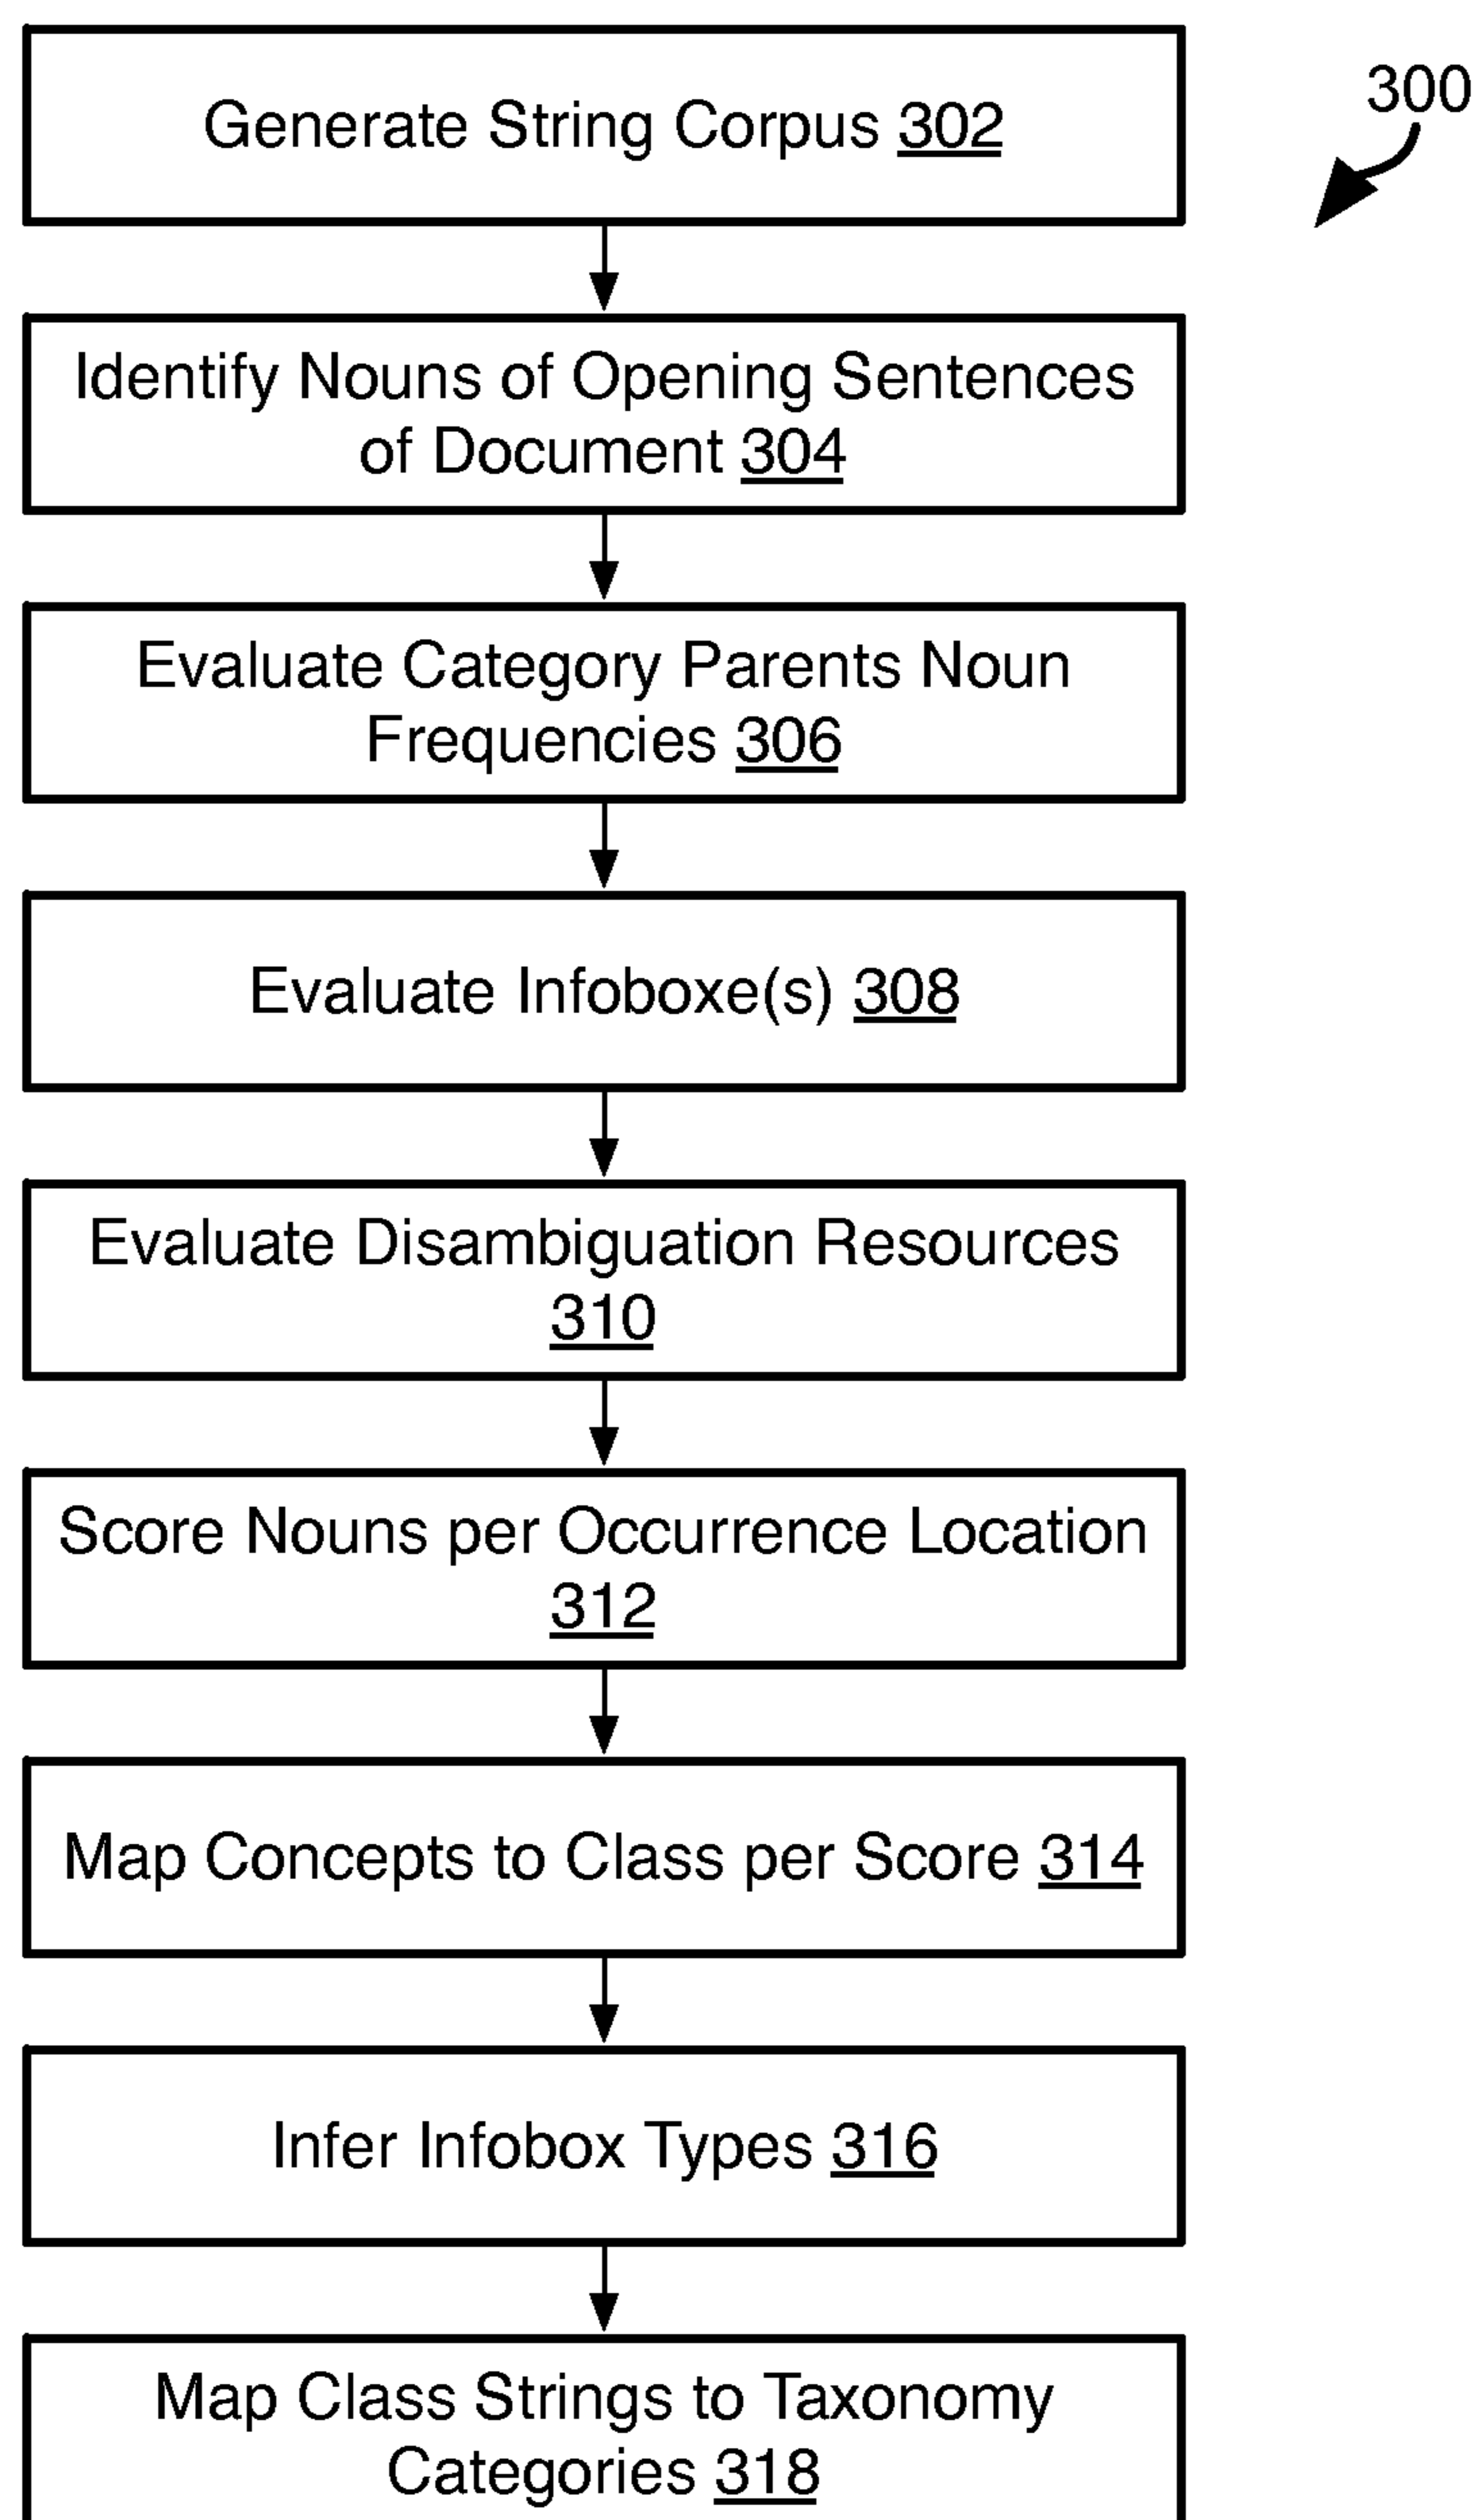 300
Generate String Corpus 302
Identify Nouns of Opening Sentences
of Document 304
Evaluate Category Parents Noun
Frequencies 306
Evaluate Infoboxe(s) 308
Evaluate Disambiguation Resources
310
Score Nouns per Occurrence Location
312
Map Concepts to Class per Score 314
Infer Infobox Types 316
Map Class Strings to Taxonomy
Categories 318